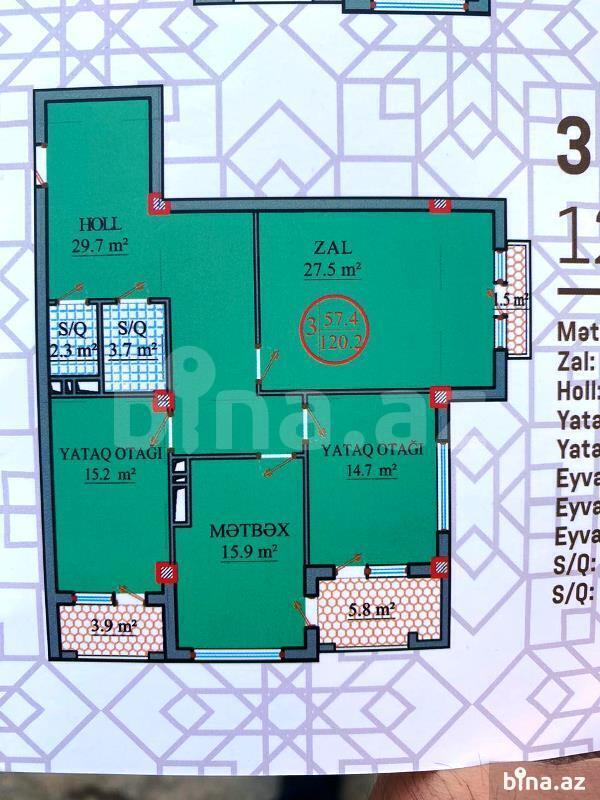 3
HOLL
29.7 m²
ZAL
27.5 m²
1.5 m²
3 57.4
120.2
S/Q
2.3 m²
S/Q
3.7 m²
bina.az
YATAQ OTAĞI
15.2 m²
YATAQ OTAĞI
14.7 m²
MƏTBƏX
15.9 m²
3.9 m²
5.8 m²
12
Mət
Zal:
Holl:
Yata
Yata
Eyva
Eyva
Eyva
S/Q:
S/Q:
bina.az